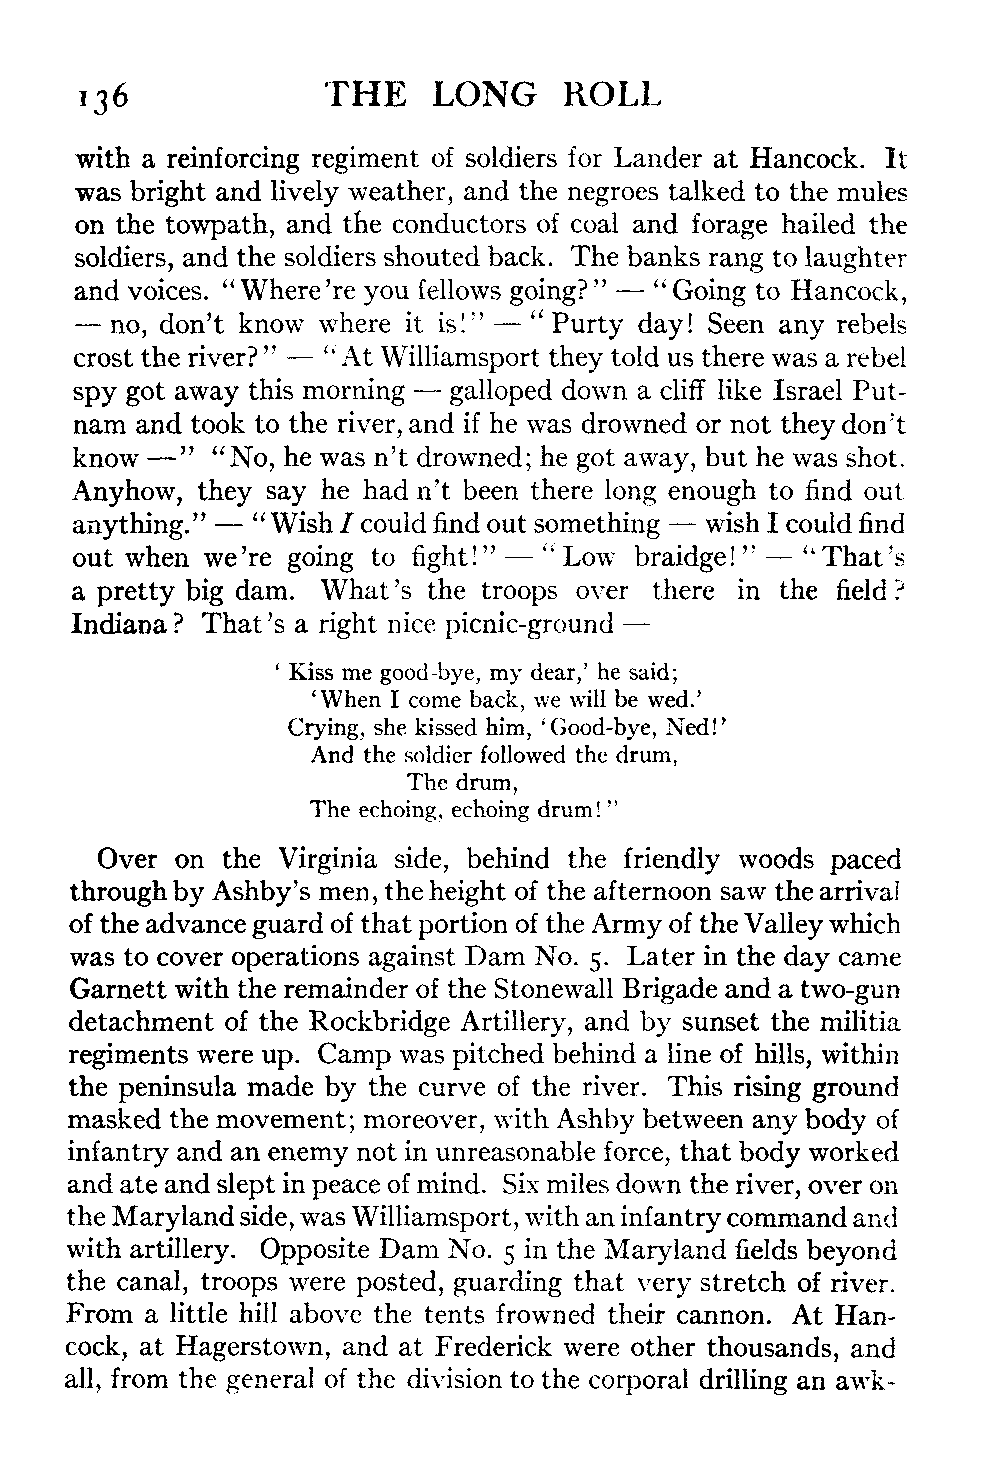 136 THE LONG ROLL
with a reinforcing regiment of soldiers for Lander at Hancock. It
was bright and lively weather, and the negroes talked to the mules
on the towpath, and the conductors of coal and forage hailed the
soldiers, and the soldiers shouted back. The banks rang to laughter
and voices. "Where're you fellows going?" — "Going to Hancock,
— no, don't know where it is!" — "Purty day! Seen any rebels
crost the river?" — "At Williamsport they told us there was a rebel
spy got away this morning — galloped down a cliff like Israel Put-
nam and took to the river, and if he was drowned or not they don't
know —" "No, he was n't drowned; he got away, but he was shot.
Anyhow, they say he had n't been there long enough to find out
anything." — "Wish I could find out something — wish I could find
out when we're going to fight!" — "Low braidge!" — "That's
a pretty big dam. What's the troops over there in the field?
Indiana? That's a right nice picnic-ground —
'Kiss me good-bye, my dear,' he said;
'When I come back, we will be wed.'
Crying, she kissed him, 'Good-bye, Ned!'
And the soldier followed the drum,
The drum,
The echoing, echoing drum!"
Over on the Virginia side, behind the friendly woods paced
through by Ashby's men, the height of the afternoon saw the arrival
of the advance guard of that portion of the Army of the Valley which
was to cover operations against Dam No. 5. Later in the day came
Garnett with the remainder of the Stonewall Brigade and a two-gun
detachment of the Rockbridge Artillery, and by sunset the militia
regiments were up. Camp was pitched behind a line of hills, within
the peninsula made by the curve of the river. This rising ground
masked the movement; moreover, with Ashby between any body of
infantry and an enemy not in unreasonable force, that body worked
and ate and slept in peace of mind. Six miles down the river, over on
the Maryland side, was Williamsport, with an infantry command and
with artillery. Opposite Dam No. 5 in the Maryland fields beyond
the canal, troops were posted, guarding that very stretch of river.
From a little hill above the tents frowned their cannon. At Han-
cock, at Hagerstown, and at Frederick were other thousands, and
all, from the general of the division to the corporal drilling an awk-